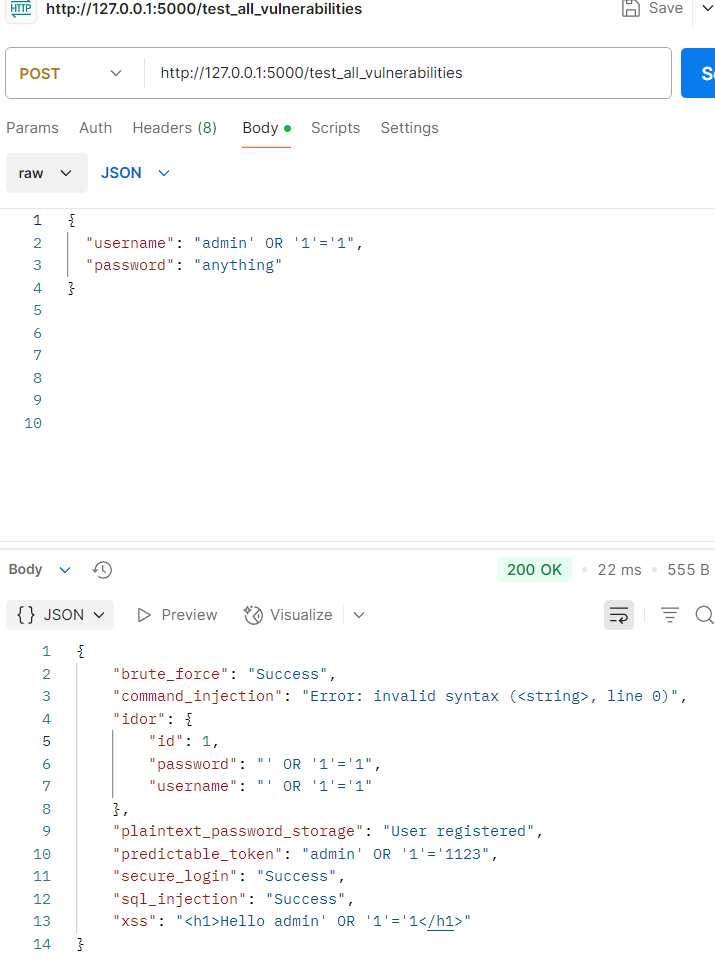 HTTP http://127.0.0.1:5000/test_all_vulnerabilities Save
POST http://127.0.0.1:5000/test_all_vulnerabilities
Params Auth Headers (8) Body Scripts Settings
raw JSON
1 {
2 "username": "admin' OR '1'='1",
3 "password": "anything"
4 }
5
6
7
8
9
10
Body 200 OK 22 ms 555 B
{} JSON Preview Visualize
1 {
2 "brute_force": "Success",
3 "command_injection": "Error: invalid syntax (<string>, line 0)",
4 "idor": {
5 "id": 1,
6 "password": "' OR '1'='1",
7 "username": "' OR '1'='1"
8 },
9 "plaintext_password_storage": "User registered",
10 "predictable_token": "admin' OR '1'='1123",
11 "secure_login": "Success",
12 "sql_injection": "Success",
13 "xss": "<h1>Hello admin' OR '1'='1</h1>"
14 }